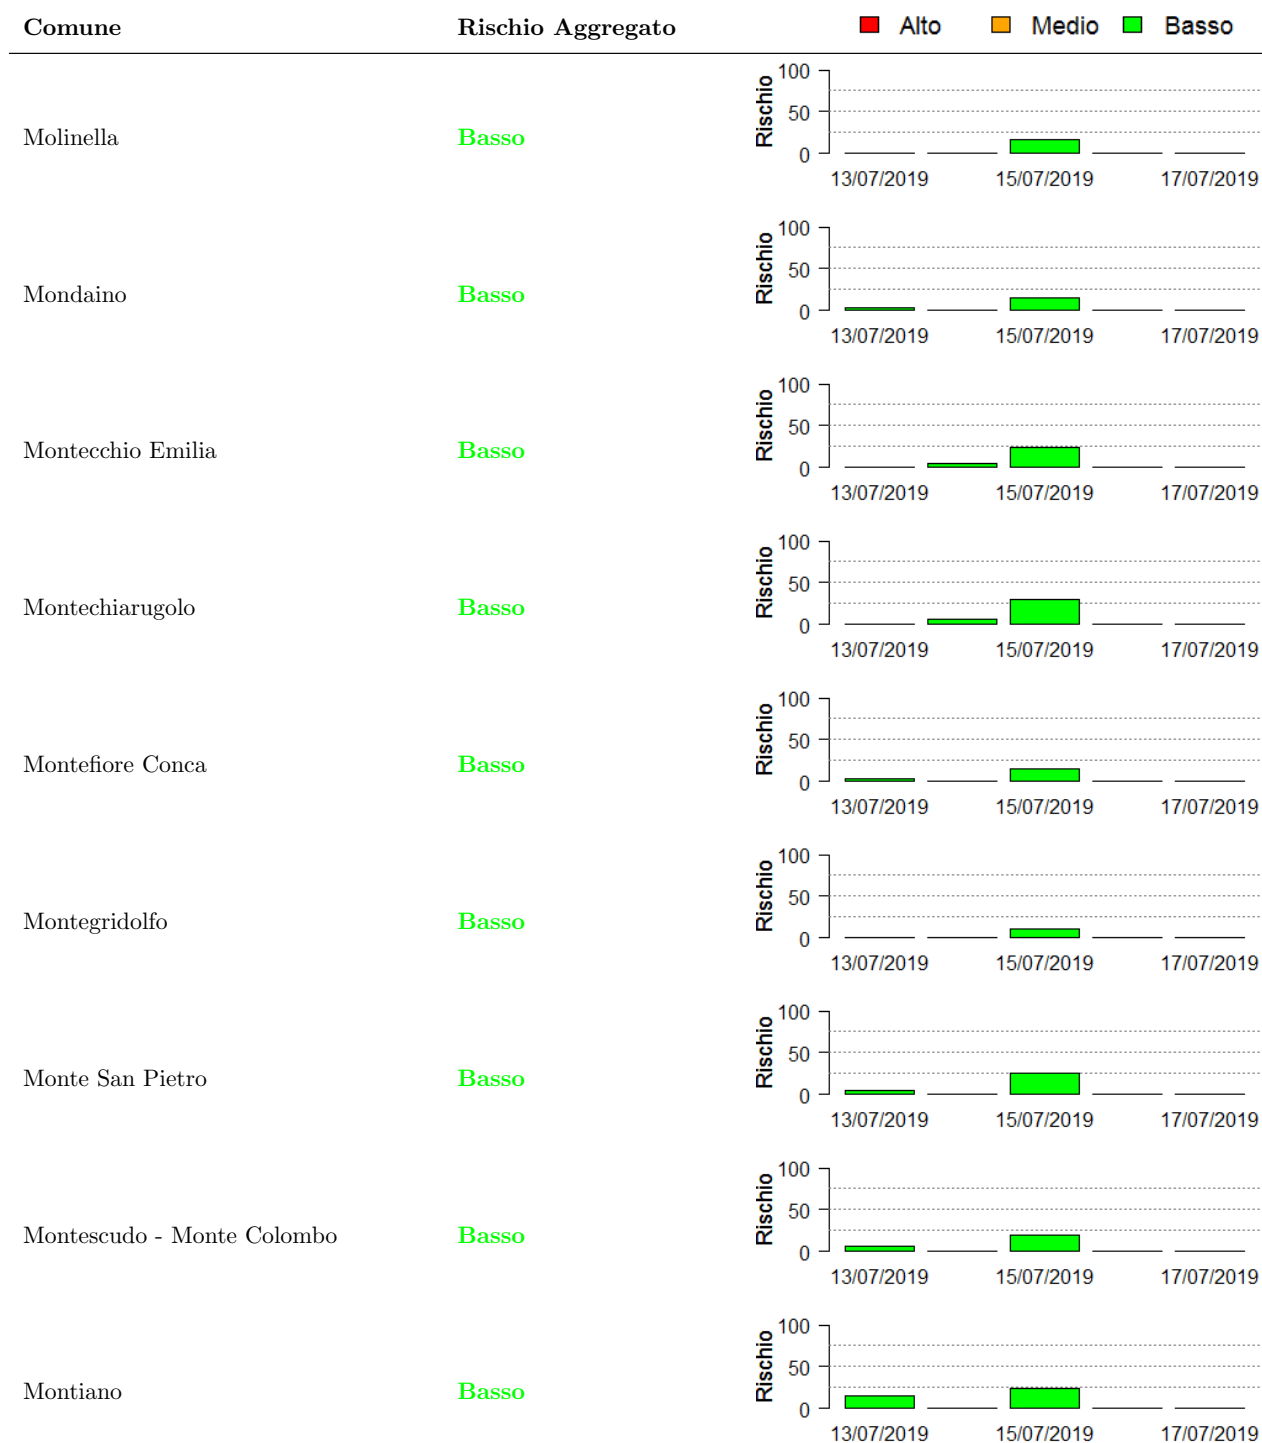 Comune Rischio Aggregato Alto Medio Basso
Molinella Basso
Rischio
100
50
0
13/07/2019 15/07/2019 17/07/2019
Mondaino Basso
Rischio
100
50
0
13/07/2019 15/07/2019 17/07/2019
Montecchio Emilia Basso
Rischio
100
50
0
13/07/2019 15/07/2019 17/07/2019
Montechiarugolo Basso
Rischio
100
50
0
13/07/2019 15/07/2019 17/07/2019
Montefiore Conca Basso
Rischio
100
50
0
13/07/2019 15/07/2019 17/07/2019
Montegridolfo Basso
Rischio
100
50
0
13/07/2019 15/07/2019 17/07/2019
Monte San Pietro Basso
Rischio
100
50
0
13/07/2019 15/07/2019 17/07/2019
Montescudo - Monte Colombo Basso
Rischio
100
50
0
13/07/2019 15/07/2019 17/07/2019
Montiano Basso
Rischio
100
50
0
13/07/2019 15/07/2019 17/07/2019